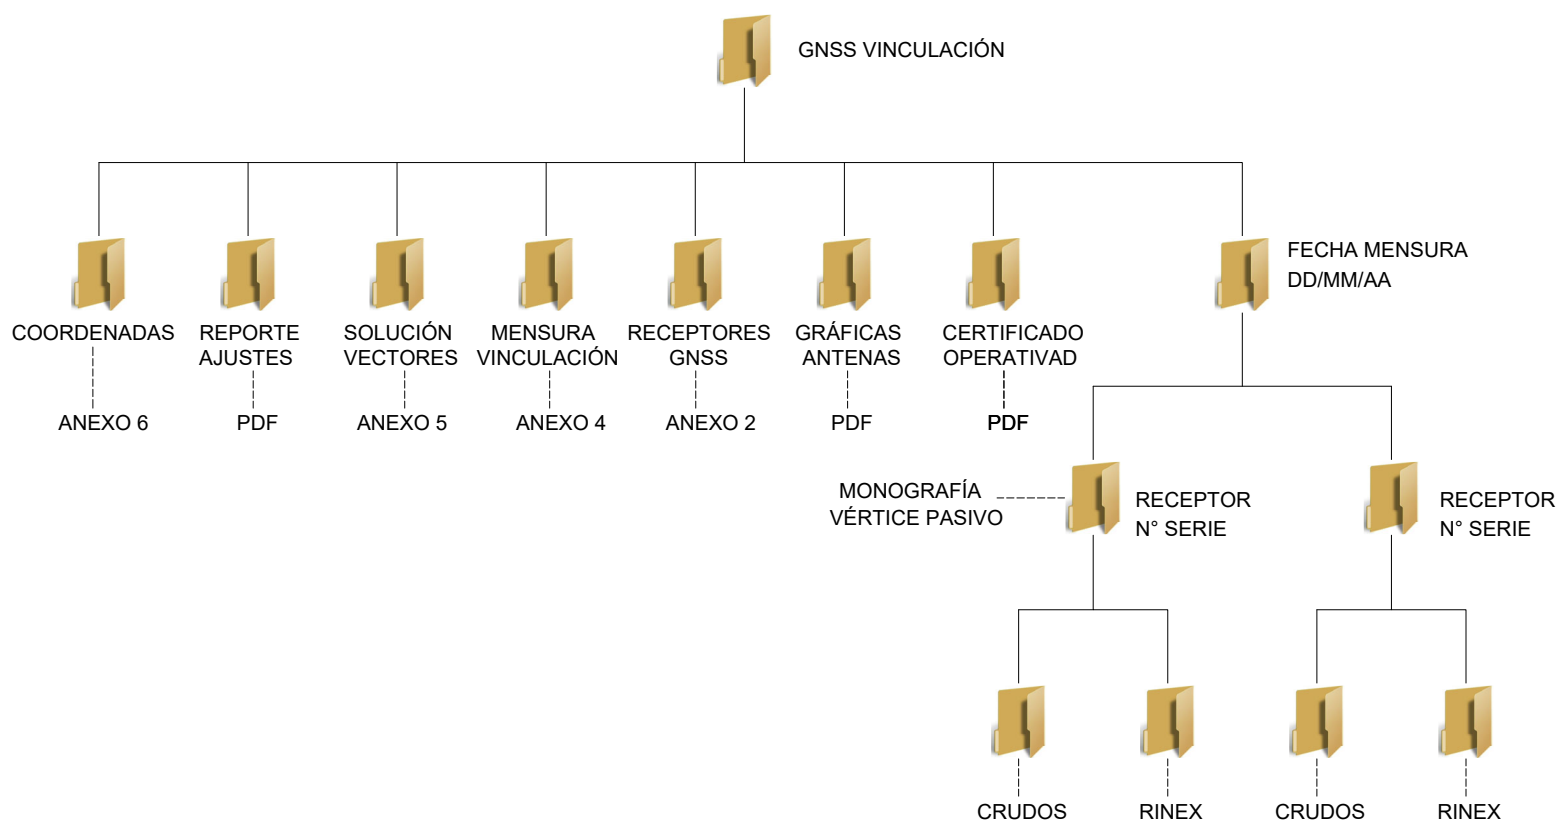 GNSS VINCULACIÓN
FECHA MENSURA
DD/MM/AA
COORDENADAS
REPORTE
AJUSTES
SOLUCIÓN
VECTORES
MENSURA
VINCULACIÓN
RECEPTORES
GNSS
GRÁFICAS
ANTENAS
CERTIFICADO
OPERATIVAD
ANEXO 6
PDF
ANEXO 5
ANEXO 4
ANEXO 2
PDF
PDF
MONOGRAFÍA
VÉRTICE PASIVO
RECEPTOR
N° SERIE
RECEPTOR
N° SERIE
CRUDOS
RINEX
CRUDOS
RINEX